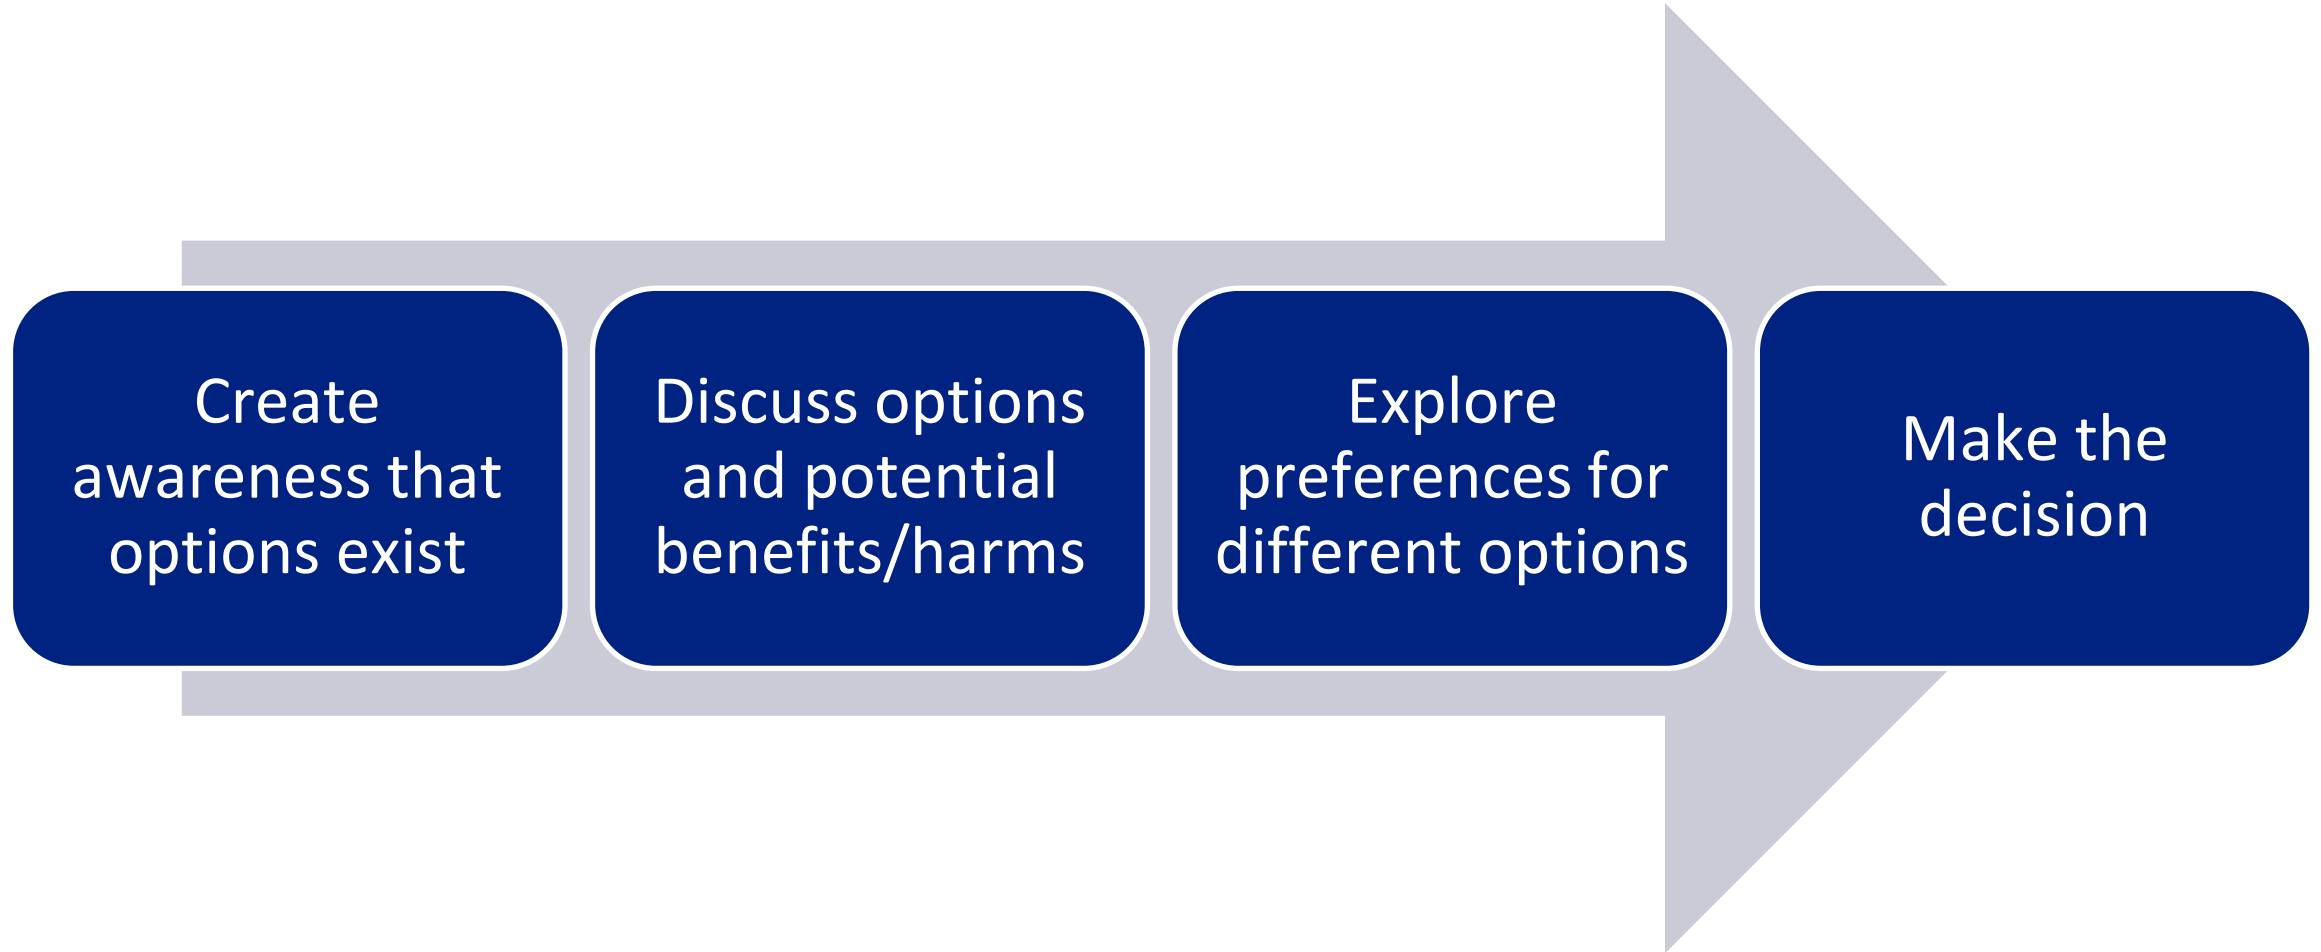 Create
awareness that
options exist
Discuss options
and potential
benefits/harms
Explore
preferences for
different options
Make the
decision